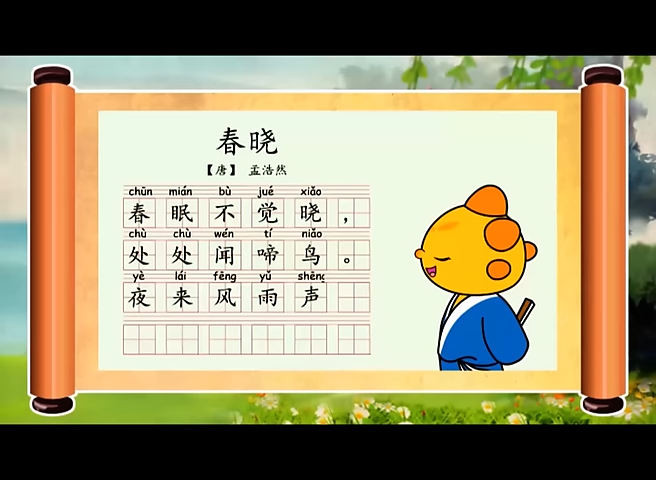 春晓
【唐】 孟浩然
chūn mián bù jué xiǎo
春眠不觉晓，
chù chù wén tí niǎo
处处闻啼鸟。
yè lái fēng yǔ shēng
夜来风雨声